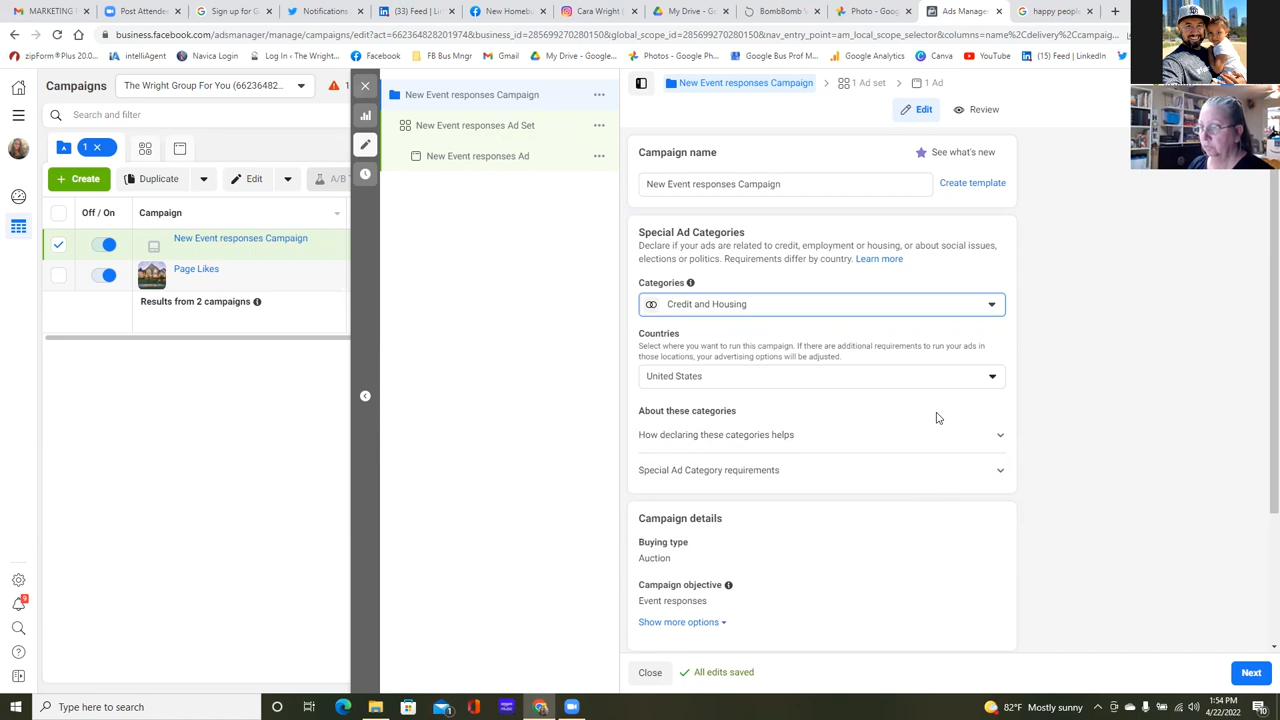 MARKETING
Drive up An
Sign up for G
Notifications
(3) Feed | Lin
New Homeb
Cara Wright (
My Drive - G
BombBomb
Photo - Goo
Ads Manage
happy people
business.facebook.com/adsmanager/manage/campaigns/edit?act=662364828201974&business_id=2856992702800150&global_scope_id=2856992702800150&nav_entry_point=am_local_scope_selector&columns=name%2cdelivery%2Ccampaig...
zipForm® Plus 20.0...
intelliAgent
Navica Login
In The Wright
Facebook
Gmail
My Drive - Google...
Photos - Google P...
Google Bus Prof M...
Google Analytics
Canva
YouTube
(15) Feed | LinkedIn
FB Bus M
Campaigns
The Wright Group For You (66236482...
1
Search and filter
1
Create
Duplicate
Edit
A/B T
Off / On
Campaign
New Event responses Campaign
Page Likes
Results from 2 campaigns
9
New Event responses Campaign
New Event responses Ad Set
New Event responses Ad
New Event responses Campaign
1 Ad set
1 Ad
Edit
Review
Campaign name
See what's new
New Event responses Campaign
Create template
Special Ad Categories
Declare if your ads are related to credit, employment or housing, or about social issues,
elections or politics. Requirements differ by country. Learn more
Categories
Credit and Housing
Countries
Select where you want to run this campaign. If there are additional requirements to run your ads in
those locations, your advertising options will be adjusted.
United States
About these categories
How declaring these categories helps
Special Ad Category requirements
Campaign details
Buying type
Auction
Campaign objective
Event responses
Show more options
Close
All edits saved
Next
Type here to search
82°F Mostly sunny
1:54 PM
4/22/2022